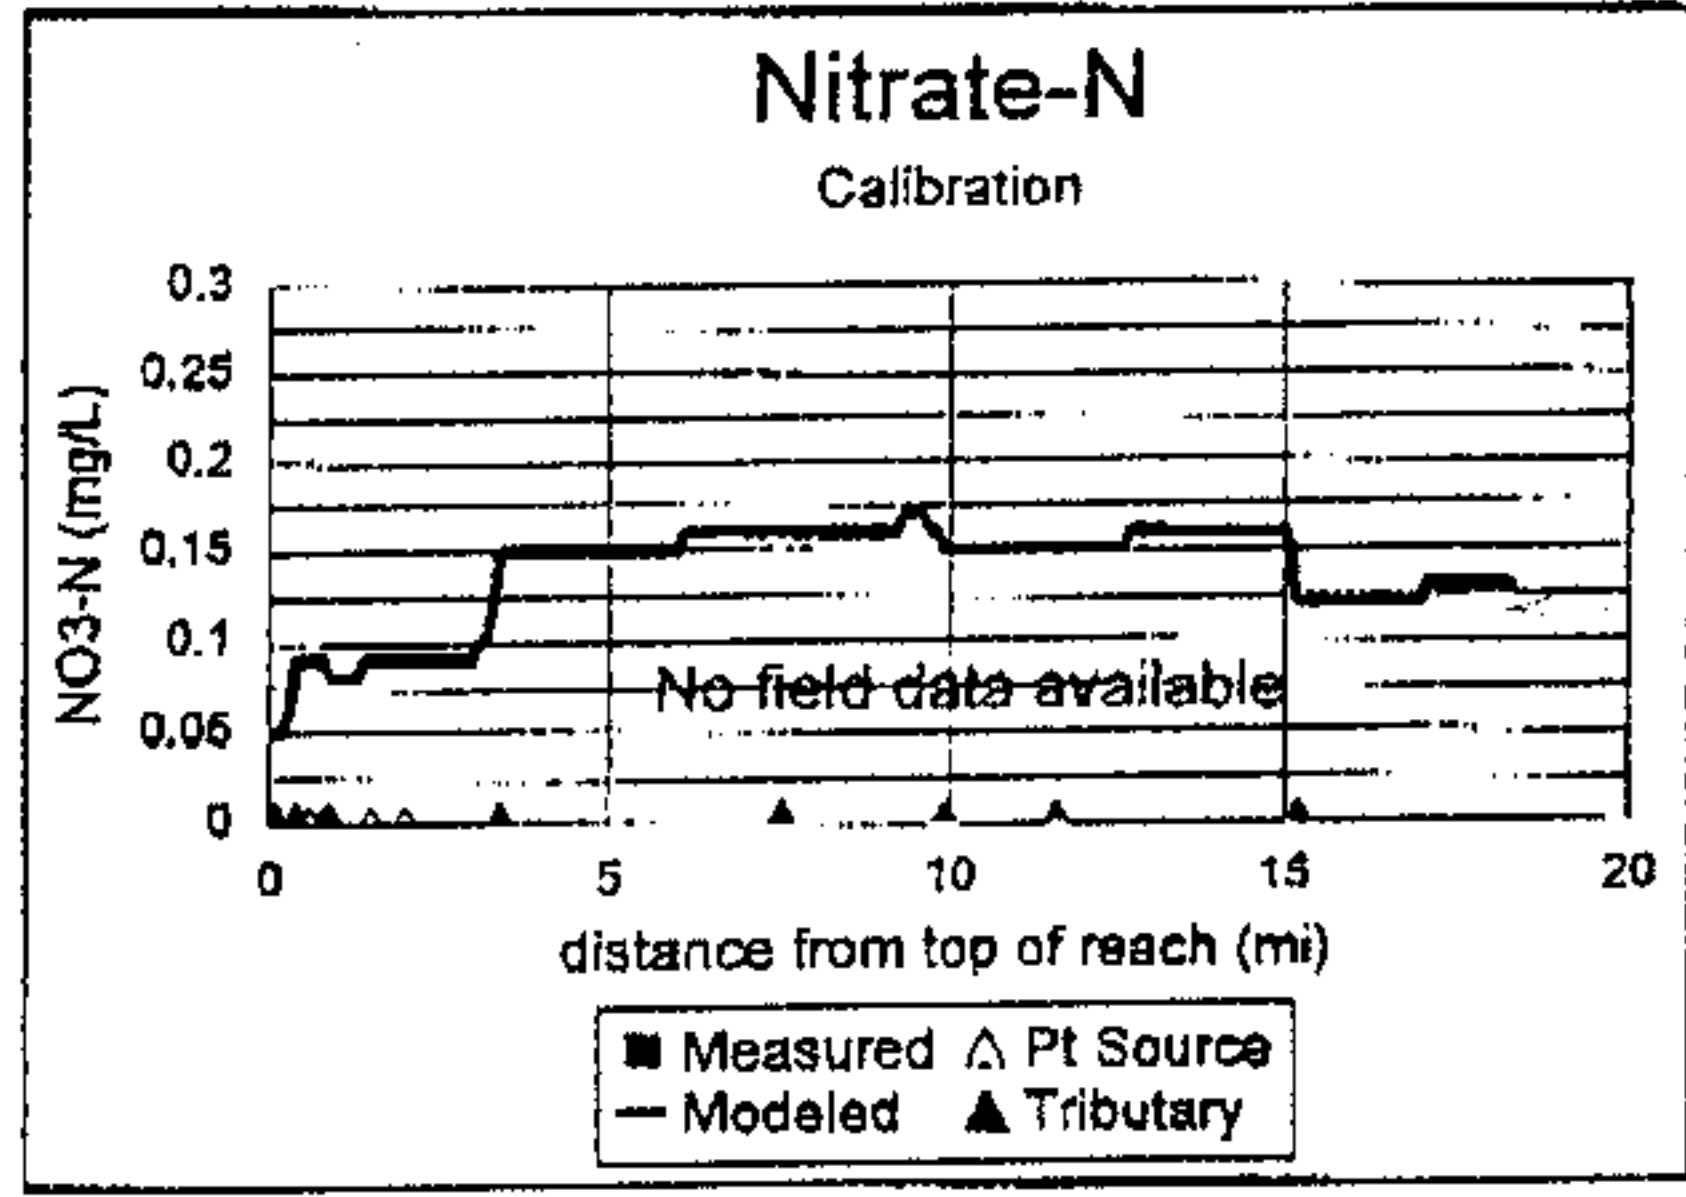 Nitrate-N
Calibration
NO3-N (mg/L)
0.3
0.25
0.2
0.15
0.1
0.05
0
No field data available
0 5 10 15 20
distance from top of reach (mi)
Measured Pt Source
Modeled Tributary